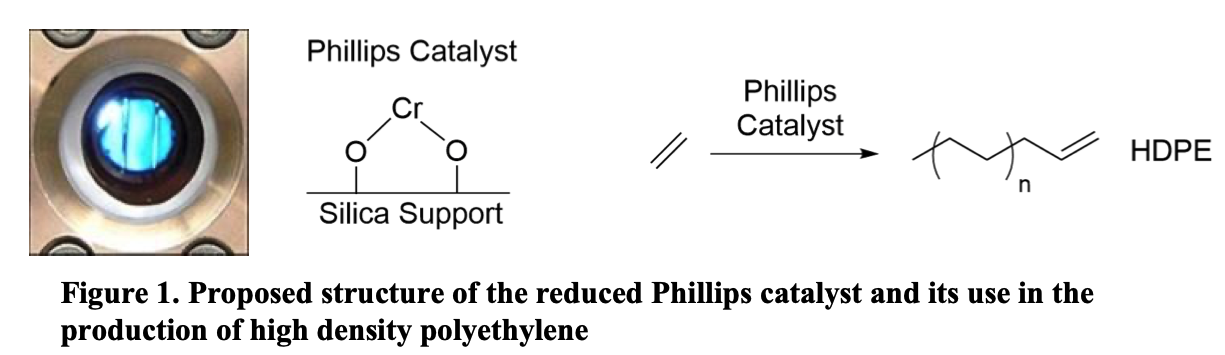 Phillips Catalyst
Cr
O O
Silica Support
Phillips
Catalyst
n
HDPE
Figure 1. Proposed structure of the reduced Phillips catalyst and its use in the
production of high density polyethylene